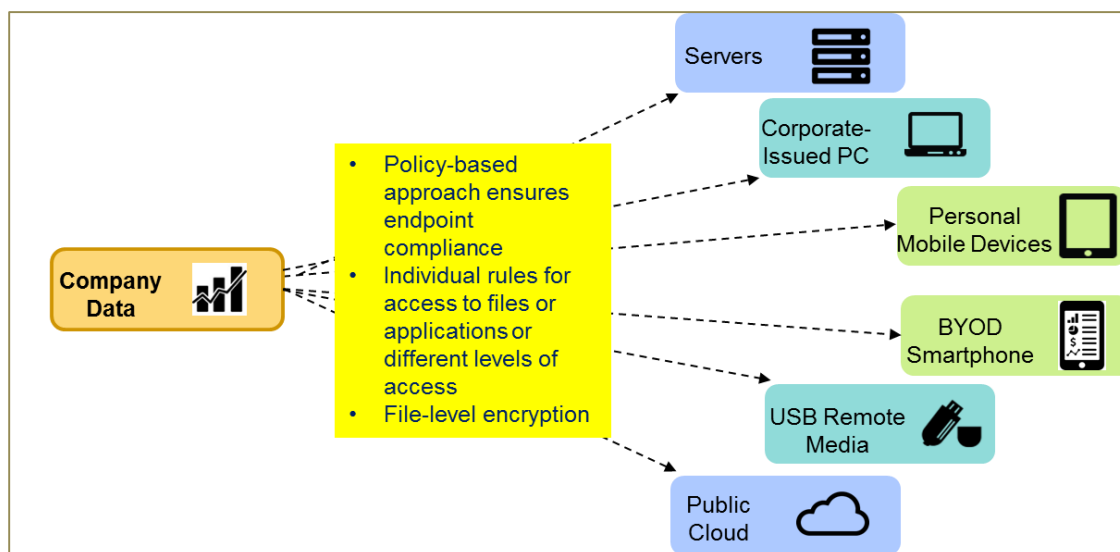 Company
Data
• Policy-based
approach ensures
endpoint
compliance
• Individual rules for
access to files or
applications or
different levels of
access
• File-level encryption
Servers
Corporate-
Issued PC
Personal
Mobile Devices
BYOD
Smartphone
$
USB Remote
Media
Public
Cloud